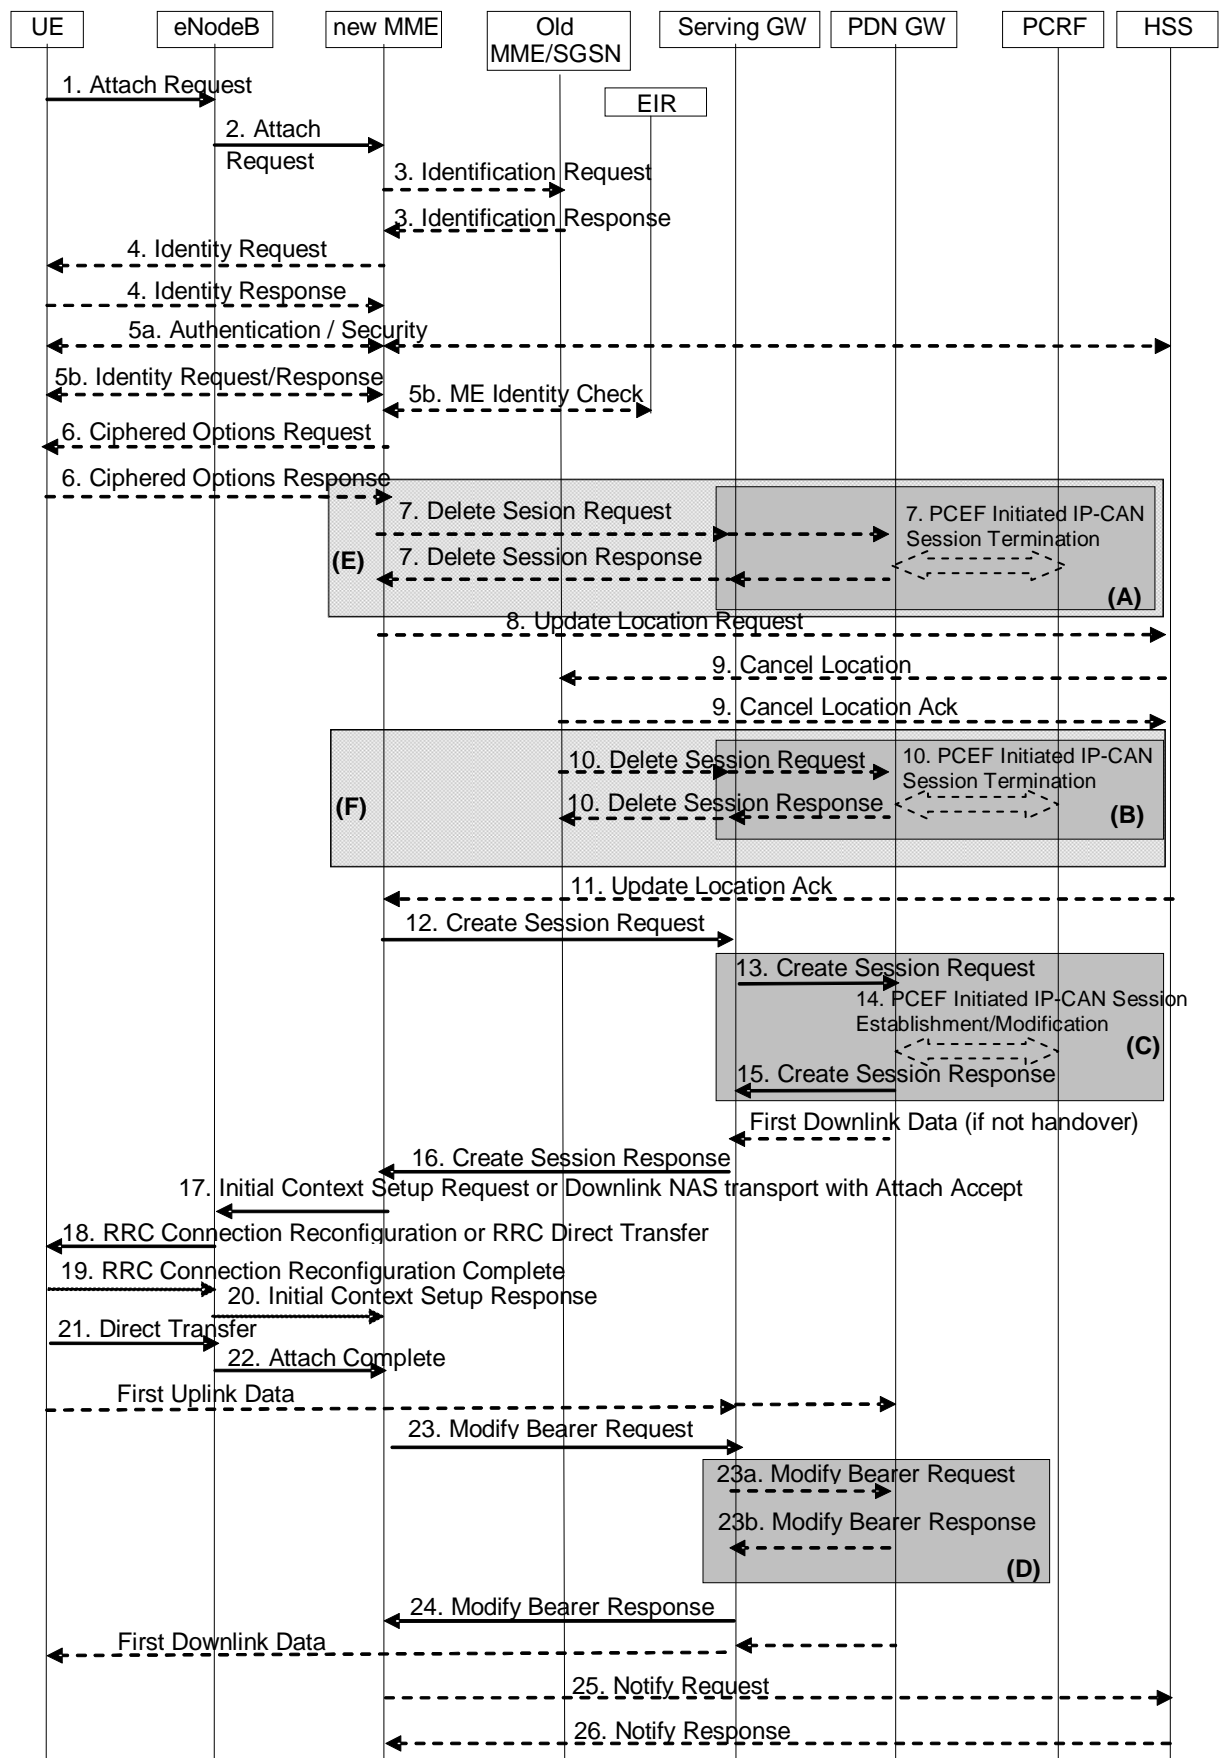 UE
eNodeB
new MME
Old
MME/SGSN
Serving GW
PDN GW
PCRF
HSS
EIR
1. Attach Request
2. Attach
Request
3. Identification Request
3. Identification Response
4. Identity Request
4. Identity Response
5a. Authentication / Security
5b. Identity Request/Response
5b. ME Identity Check
6. Ciphered Options Request
6. Ciphered Options Response
7. Delete Sesion Request
7. PCEF Initiated IP-CAN
Session Termination
(E)
7. Delete Session Response
(A)
8. Update Location Request
9. Cancel Location
9. Cancel Location Ack
10. Delete Session Request
10. PCEF Initiated IP-CAN
Session Termination
(F)
10. Delete Session Response
(B)
11. Update Location Ack
12. Create Session Request
13. Create Session Request
14. PCEF Initiated IP-CAN Session
Establishment/Modification
(C)
15. Create Session Response
First Downlink Data (if not handover)
16. Create Session Response
17. Initial Context Setup Request or Downlink NAS transport with Attach Accept
18. RRC Connection Reconfiguration or RRC Direct Transfer
19. RRC Connection Reconfiguration Complete
20. Initial Context Setup Response
21. Direct Transfer
22. Attach Complete
First Uplink Data
23. Modify Bearer Request
23a. Modify Bearer Request
23b. Modify Bearer Response
(D)
24. Modify Bearer Response
First Downlink Data
25. Notify Request
26. Notify Response